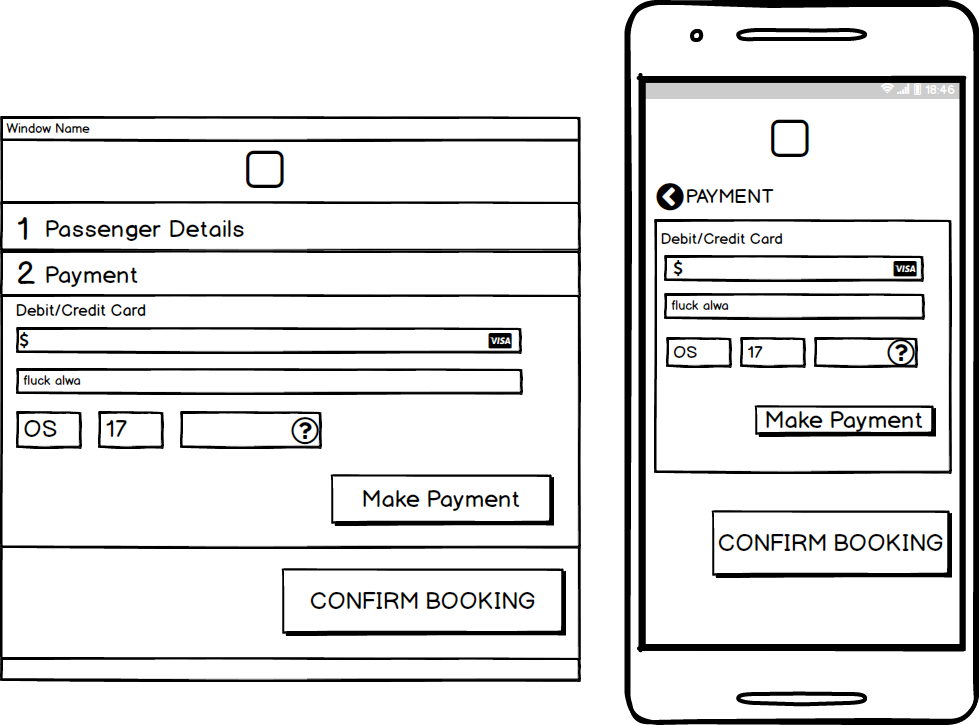 Window Name
1 Passenger Details
2 Payment
Debit/Credit Card
$ VISA
fluck alwa
OS 17 ?
Make Payment
CONFIRM BOOKING
18:46
PAYMENT
Debit/Credit Card
$ VISA
fluck alwa
OS 17 ?
Make Payment
CONFIRM BOOKING